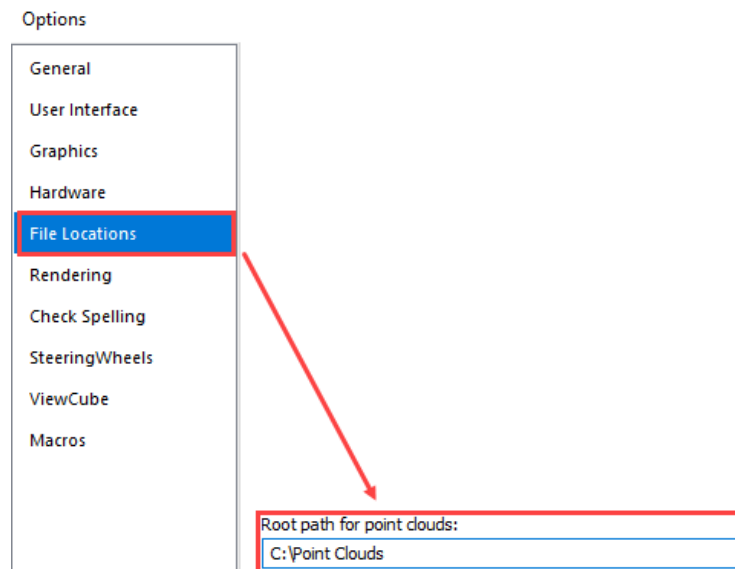 Options
General
User Interface
Graphics
Hardware
File Locations
Rendering
Check Spelling
SteeringWheels
ViewCube
Macros
Root path for point clouds:
C:\Point Clouds